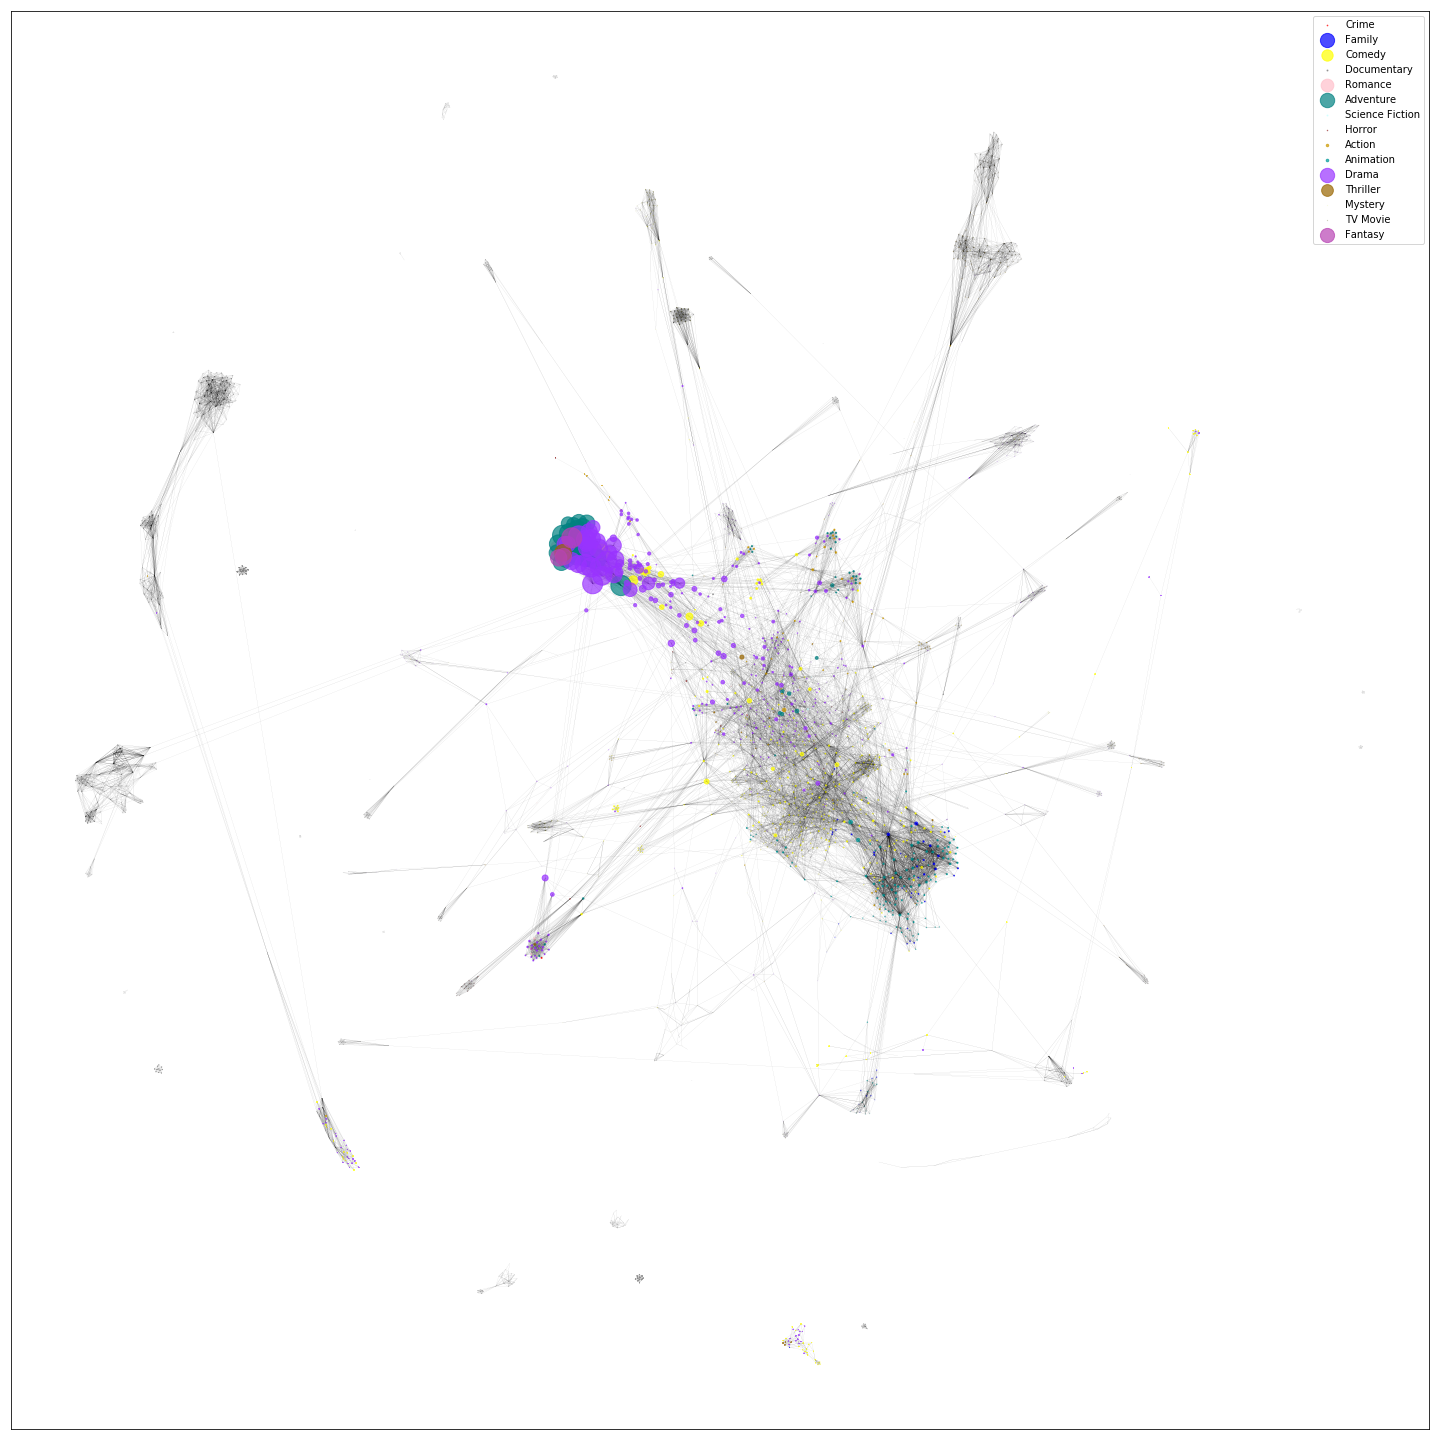 Crime
Family
Comedy
Documentary
Romance
Adventure
Science Fiction
Horror
Action
Animation
Drama
Thriller
Mystery
TV Movie
Fantasy